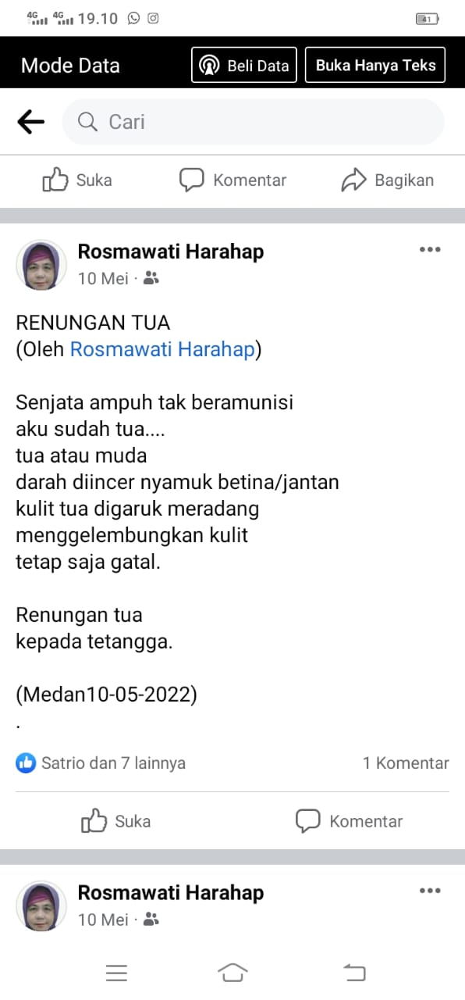 4G 4G 19.10 41
Mode Data Beli Data Buka Hanya Teks
Cari
Suka Komentar Bagikan
Rosmawati Harahap
10 Mei ·
RENUNGAN TUA
(Oleh Rosmawati Harahap)
Senjata ampuh tak beramunisi
aku sudah tua....
tua atau muda
darah diincer nyamuk betina/jantan
kulit tua digaruk meradang
menggelembungkan kulit
tetap saja gatal.
Renungan tua
kepada tetangga.
(Medan10-05-2022)
.
Satrio dan 7 lainnya 1 Komentar
Suka Komentar
Rosmawati Harahap
10 Mei ·